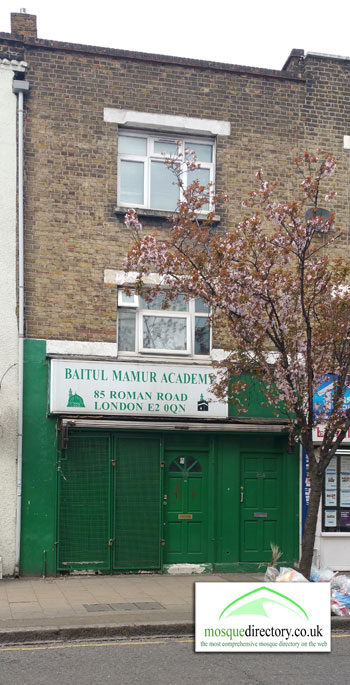 BAITUL MAMUR ACADEMY
85 ROMAN ROAD
LONDON E2 0QN
mosquedirectory.co.uk
the most comprehensive mosque directory on the web